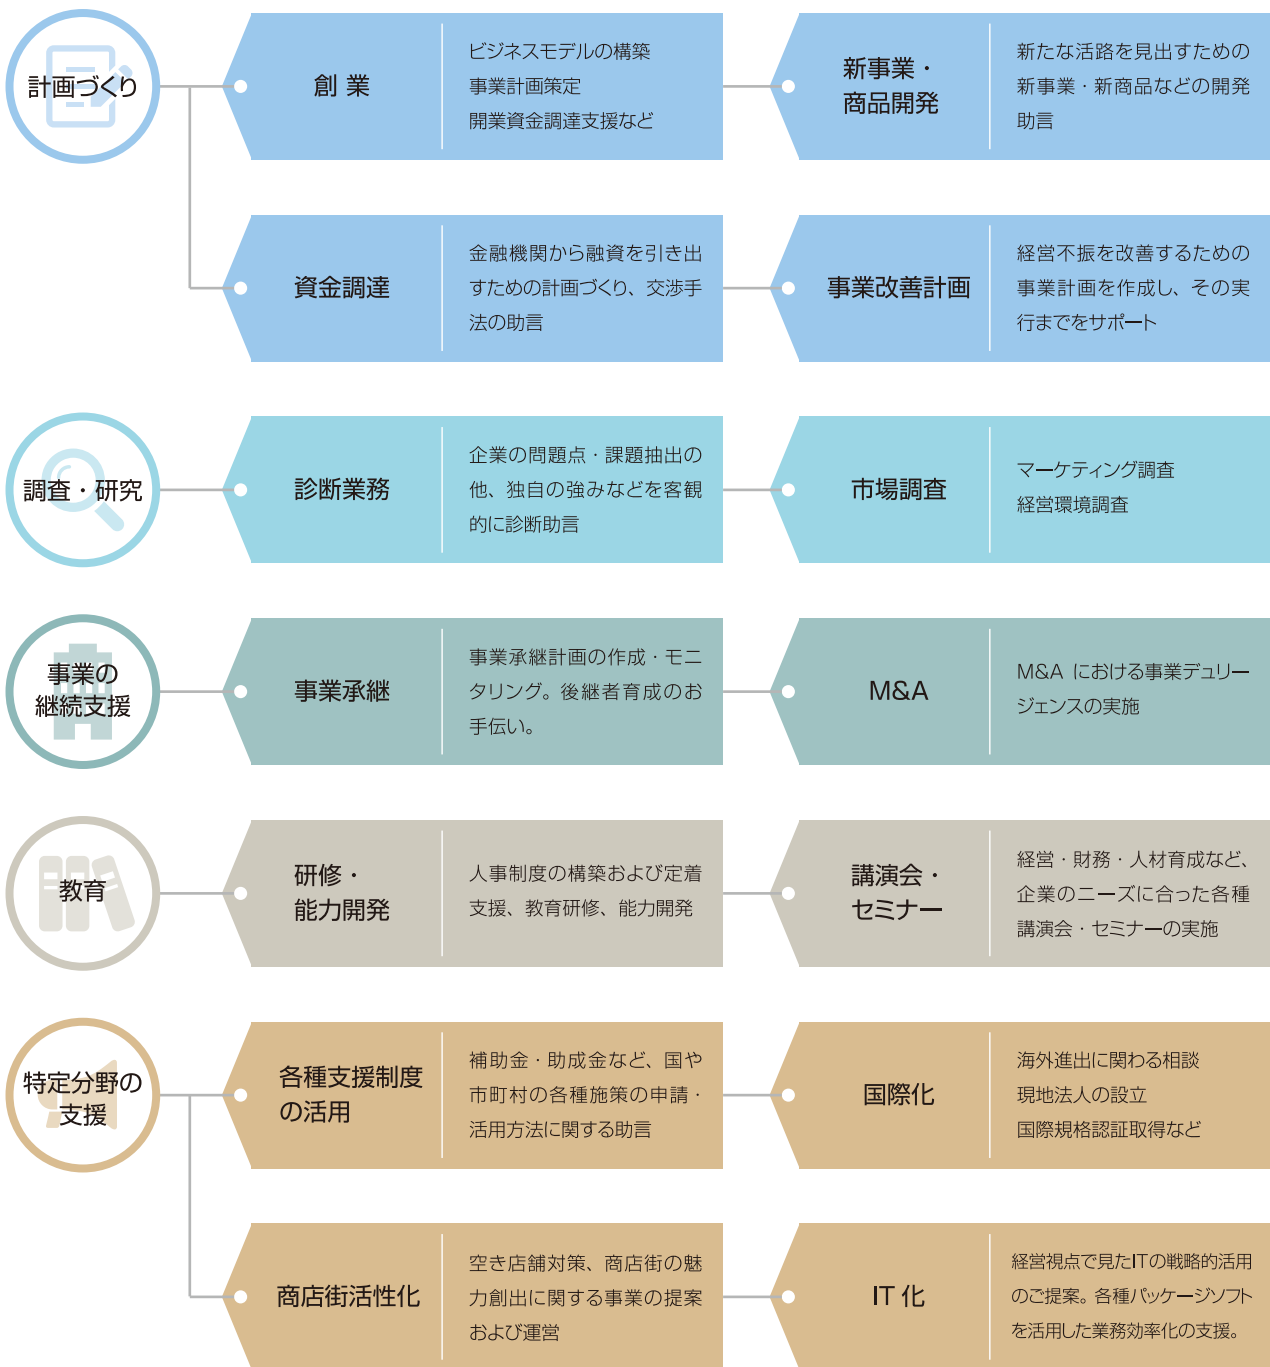 計画づくり
創 業
ビジネスモデルの構築
事業計画策定
開業資金調達支援など
新事業・
商品開発
新たな活路を見出すための
新事業・新商品などの開発
助言
資金調達
金融機関から融資を引き出
すための計画づくり、交渉手
法の助言
事業改善計画
経営不振を改善するための
事業計画を作成し、その実
行までをサポート
調査・研究
診断業務
企業の問題点・課題抽出の
他、独自の強みなどを客観
的に診断助言
市場調査
マーケティング調査
経営環境調査
事業の
継続支援
事業承継
事業承継計画の作成・モニ
タリング。後継者育成のお
手伝い。
M&A
M&A における事業デュリー
ジェンスの実施
教育
研修・
能力開発
人事制度の構築および定着
支援、教育研修、能力開発
講演会・
セミナー
経営・財務・人材育成など、
企業のニーズに合った各種
講演会・セミナーの実施
特定分野の
支援
各種支援制度
の活用
補助金・助成金など、国や
市町村の各種施策の申請・
活用方法に関する助言
国際化
海外進出に関わる相談
現地法人の設立
国際規格認証取得など
商店街活性化
空き店舗対策、商店街の魅
力創出に関する事業の提案
および運営
IT 化
経営視点で見たITの戦略的活用
のご提案。各種パッケージソフト
を活用した業務効率化の支援。